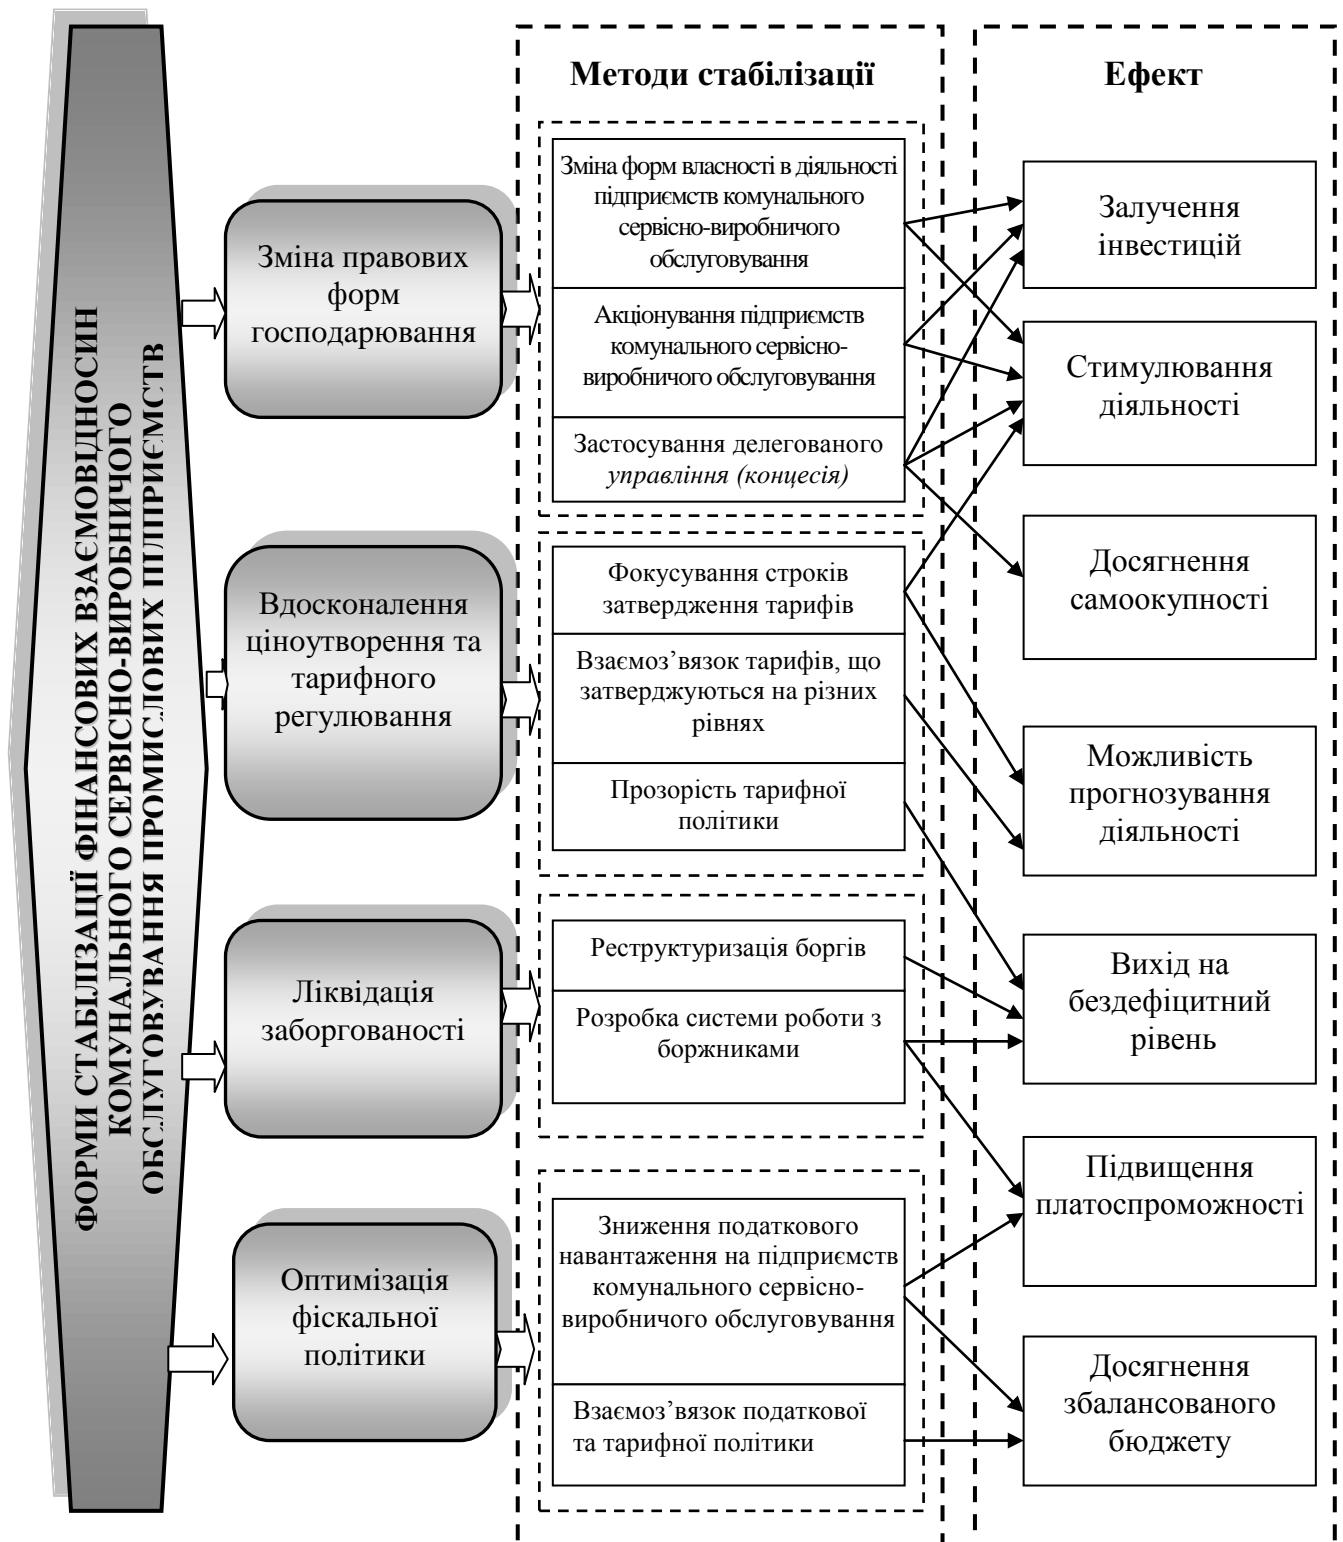 ФОРМИ СТАБІЛІЗАЦІЇ ФІНАНСОВИХ ВЗАЄМОВІДНОСИН
КОМУНАЛЬНОГО СЕРВІСНО-ВИРОБНИЧОГО
ОБСЛУГОВУВАННЯ ПРОМИСЛОВИХ ПІДПРИЄМСТВ
Зміна правових
форм
господарювання
Вдосконалення
ціноутворення та
тарифного
регулювання
Ліквідація
заборгованості
Оптимізація
фіскальної
політики
Методи стабілізації
Зміна форм власності в діяльності
підприємств комунального
сервісно-виробничого
обслуговування
Акціонування підприємств
комунального сервісно-
виробничого обслуговування
Застосування делегованого
управління (концесія)
Фокусування строків
затвердження тарифів
Взаємоз’вязок тарифів, що
затверджуються на різних
рівнях
Прозорість тарифної
політики
Реструктуризація боргів
Розробка системи роботи з
боржниками
Зниження податкового
навантаження на підприємств
комунального сервісно-
виробничого обслуговування
Взаємоз’вязок податкової
та тарифної політики
Ефект
Залучення
інвестицій
Стимулювання
діяльності
Досягнення
самоокупності
Можливість
прогнозування
діяльності
Вихід на
бездефіцитний
рівень
Підвищення
платоспроможності
Досягнення
збалансованого
бюджету